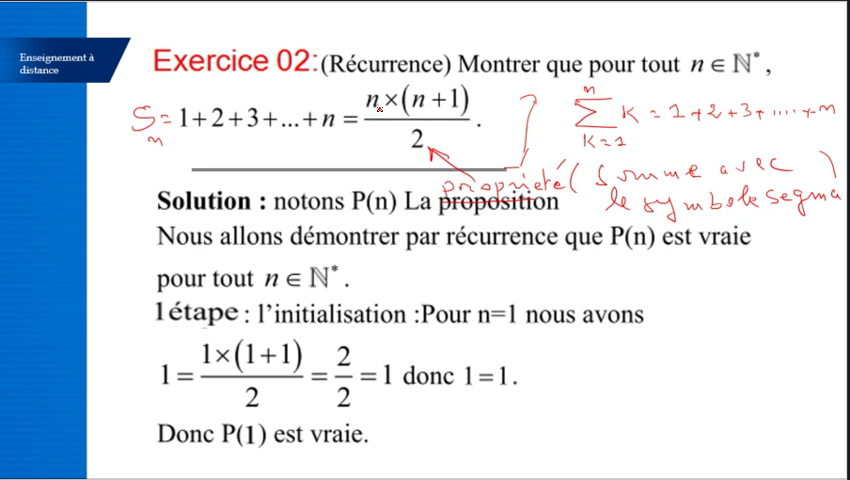 Enseignement à
distance
Exercice 02: (Récurrence) Montrer que pour tout n ∈ ℕ*,
Sn = 1+2+3+...+n = n×(n+1)/2 .
n
∑ K = 1+2+3+....+n
K=1
propriété (somme avec )
le symbole segma
Solution : notons P(n) La proposition
Nous allons démontrer par récurrence que P(n) est vraie
pour tout n ∈ ℕ*.
1étape : l’initialisation :Pour n=1 nous avons
1 = 1×(1+1)/2 = 2/2 = 1 donc 1=1.
Donc P(1) est vraie.